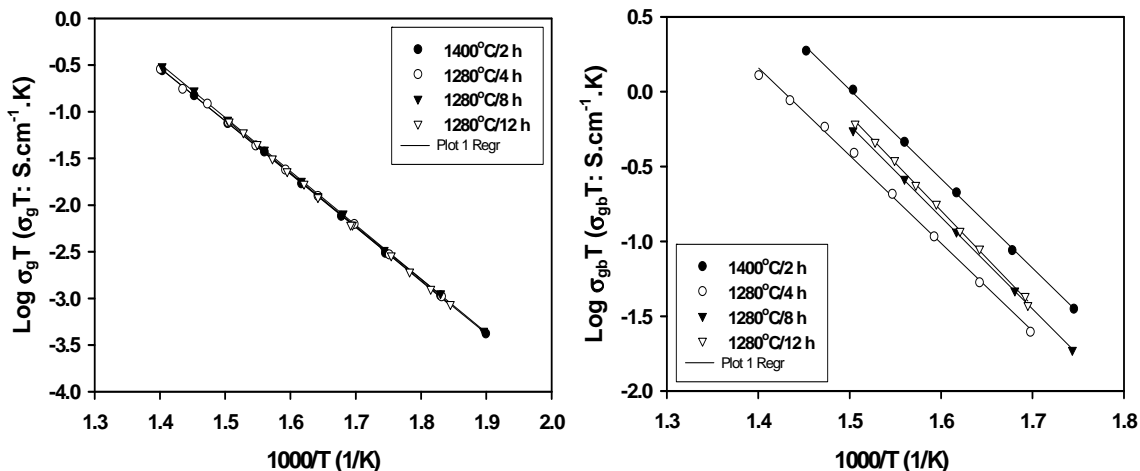 Log σgT (σgT: S.cm⁻¹.K)
0.0
-0.5
-1.0
-1.5
-2.0
-2.5
-3.0
-3.5
-4.0
1400°C/2 h
1280°C/4 h
1280°C/8 h
1280°C/12 h
Plot 1 Regr
1.3 1.4 1.5 1.6 1.7 1.8 1.9 2.0
1000/T (1/K)
Log σgbT (σgbT: S.cm⁻¹.K)
0.5
0.0
-0.5
-1.0
-1.5
-2.0
1400°C/2 h
1280°C/4 h
1280°C/8 h
1280°C/12 h
Plot 1 Regr
1.3 1.4 1.5 1.6 1.7 1.8
1000/T (1/K)